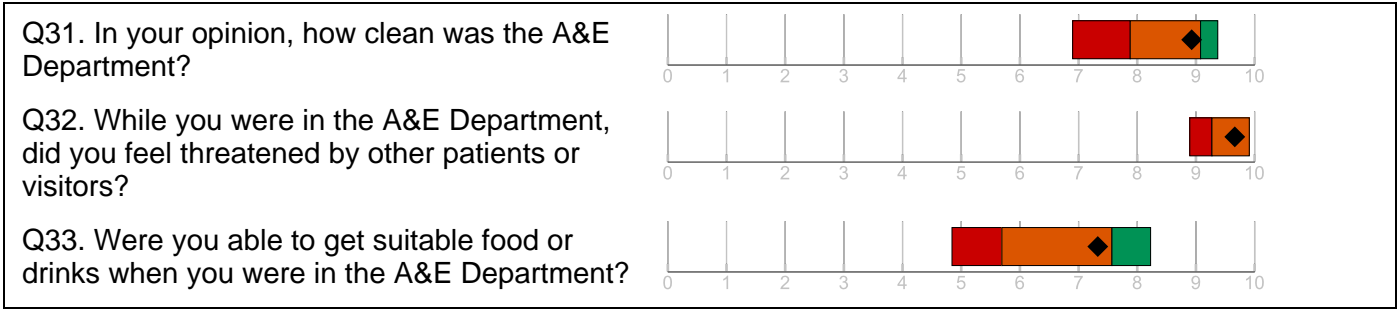 Q31. In your opinion, how clean was the A&E
Department?
0 1 2 3 4 5 6 7 8 9 10
Q32. While you were in the A&E Department,
did you feel threatened by other patients or
visitors?
0 1 2 3 4 5 6 7 8 9 10
Q33. Were you able to get suitable food or
drinks when you were in the A&E Department?
0 1 2 3 4 5 6 7 8 9 10